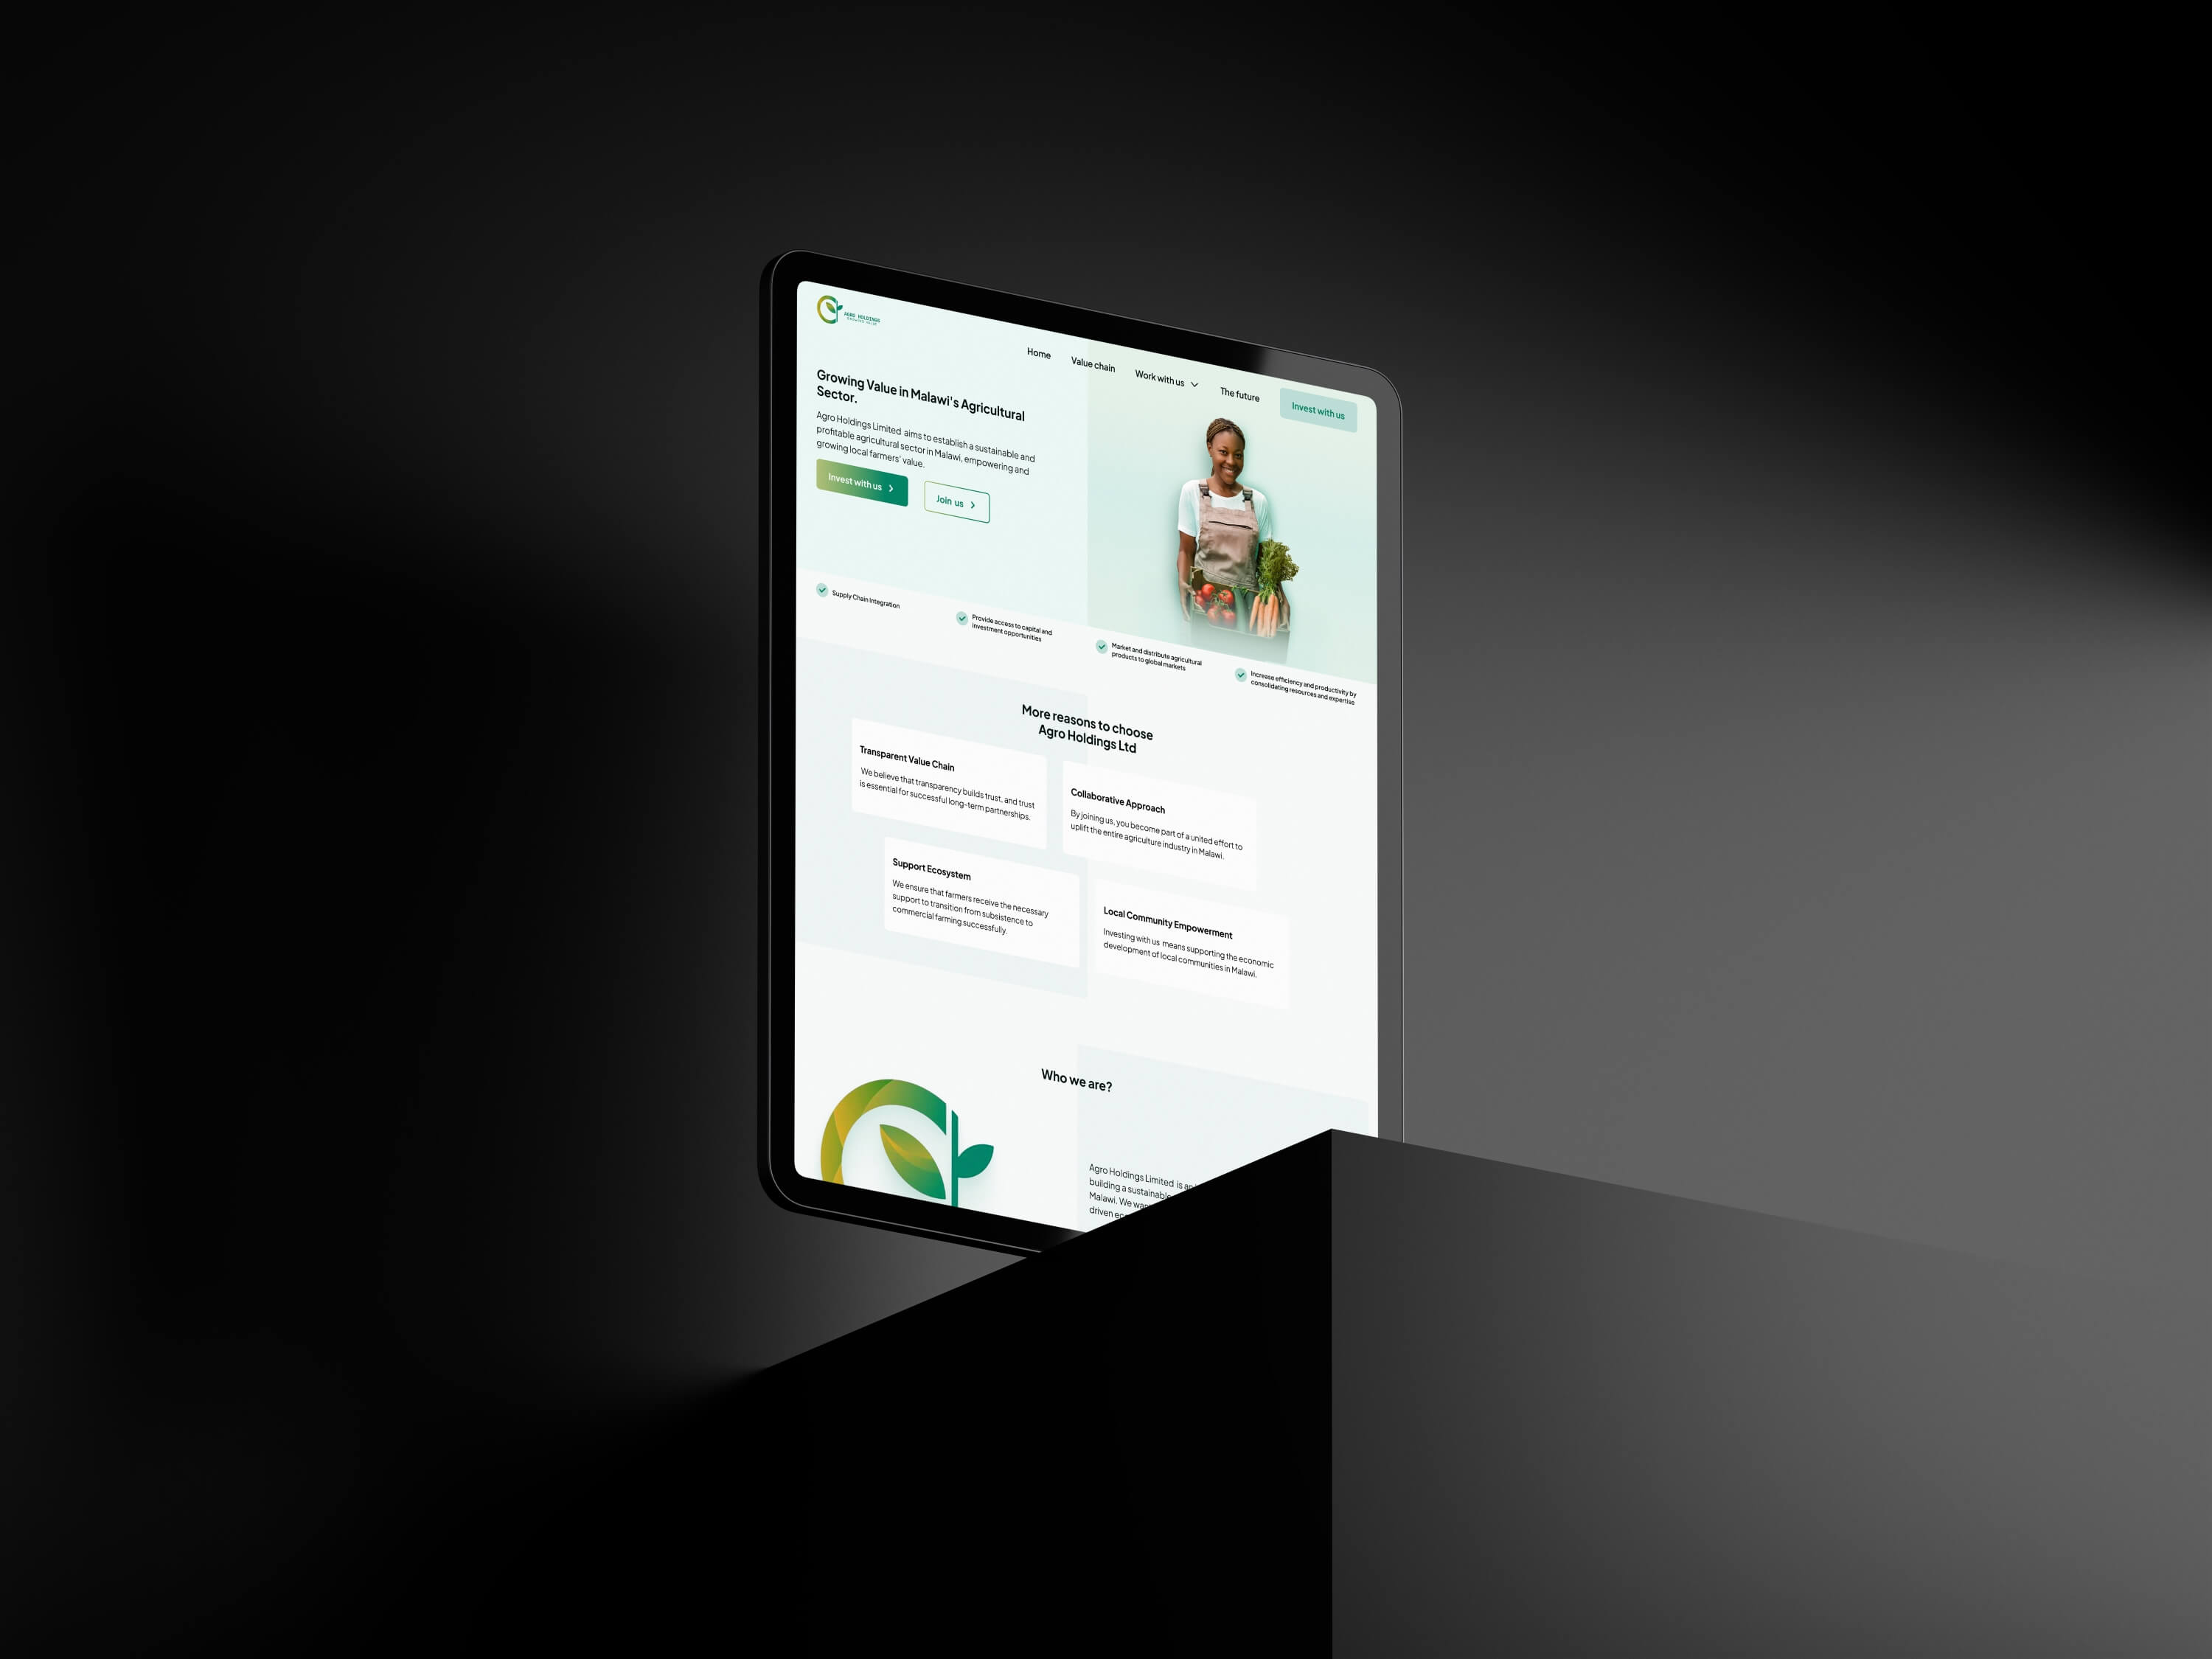 AGRO HOLDINGS
GROWING VALUE
Home
Value chain
Work with us
The future
Invest with us
Growing Value in Malawi's Agricultural
Sector.
Agro Holdings Limited aims to establish a sustainable and
profitable agricultural sector in Malawi, empowering and
growing local farmers' value.
Invest with us
Join us
Supply Chain Integration
Provide access to capital and
investment opportunities
Market and distribute agricultural
products to global markets
Increase efficiency and productivity by
consolidating resources and expertise
More reasons to choose
Agro Holdings Ltd
Transparent Value Chain
We believe that transparency builds trust, and trust
is essential for successful long-term partnerships.
Collaborative Approach
By joining us, you become part of a united effort to
uplift the entire agriculture industry in Malawi.
Support Ecosystem
We ensure that farmers receive the necessary
support to transition from subsistence to
commercial farming successfully.
Local Community Empowerment
Investing with us means supporting the economic
development of local communities in Malawi.
Who we are?
Agro Holdings Limited is
building a sustainable
Malawi. We
driven